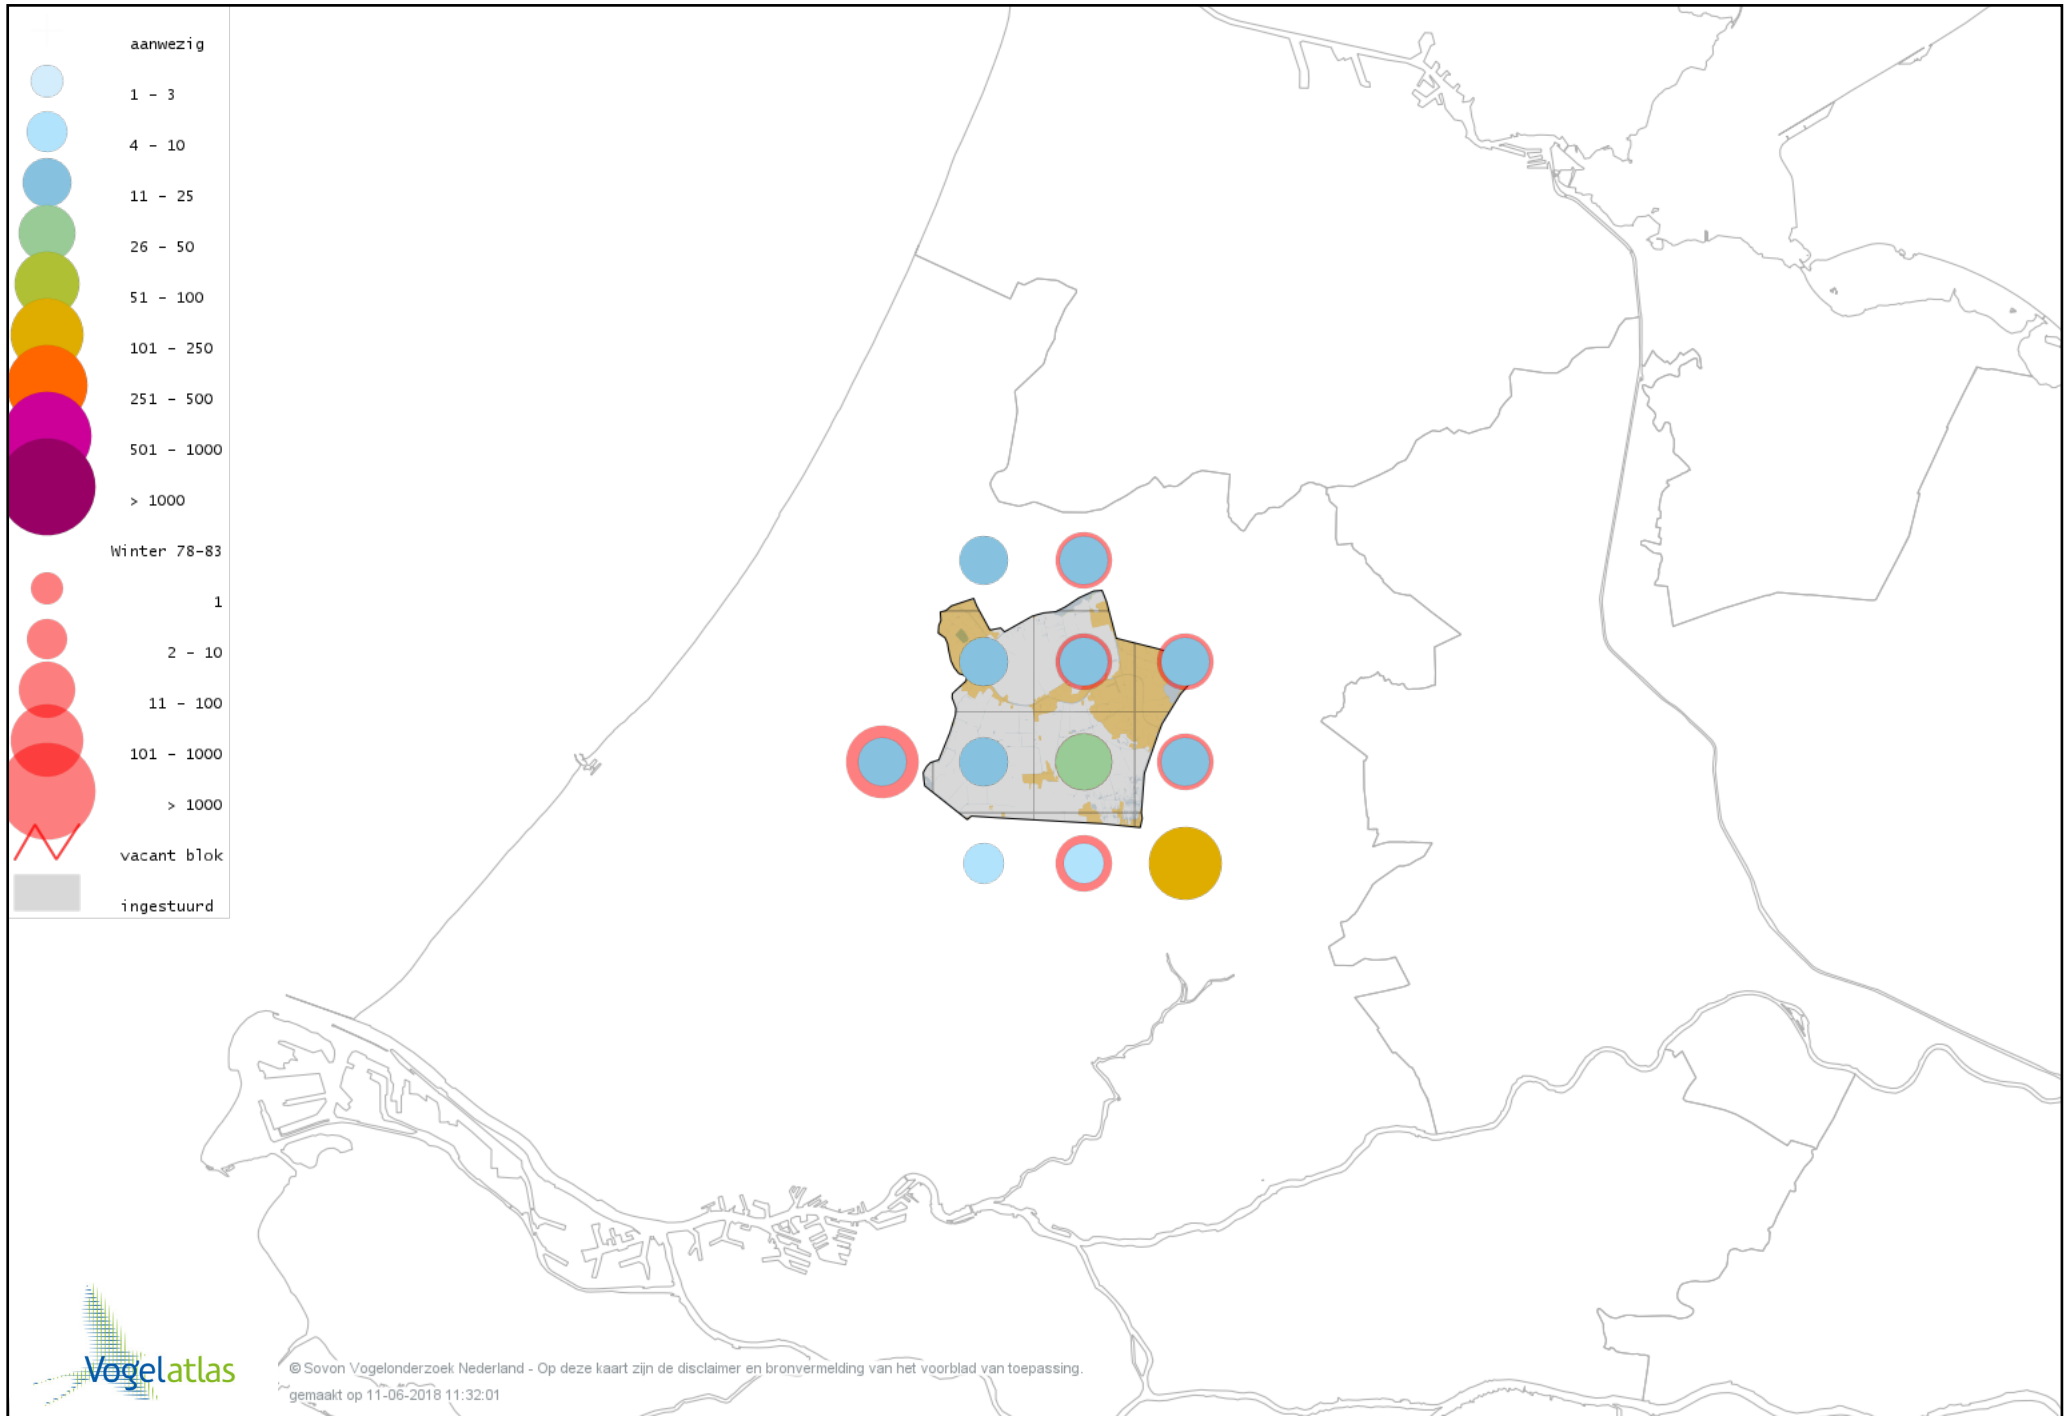 aanwezig
1 - 3
4 - 10
11 - 25
26 - 50
51 - 100
101 - 250
251 - 500
501 - 1000
> 1000
Winter 78-83
1
2 - 10
11 - 100
101 - 1000
> 1000
vacant blok
ingestuurd
Vogelatlas
© Sovon Vogelonderzoek Nederland - Op deze kaart zijn de disclaimer en bronvermelding van het voorblad van toepassing.
gemaakt op 11-06-2018 11:32:01